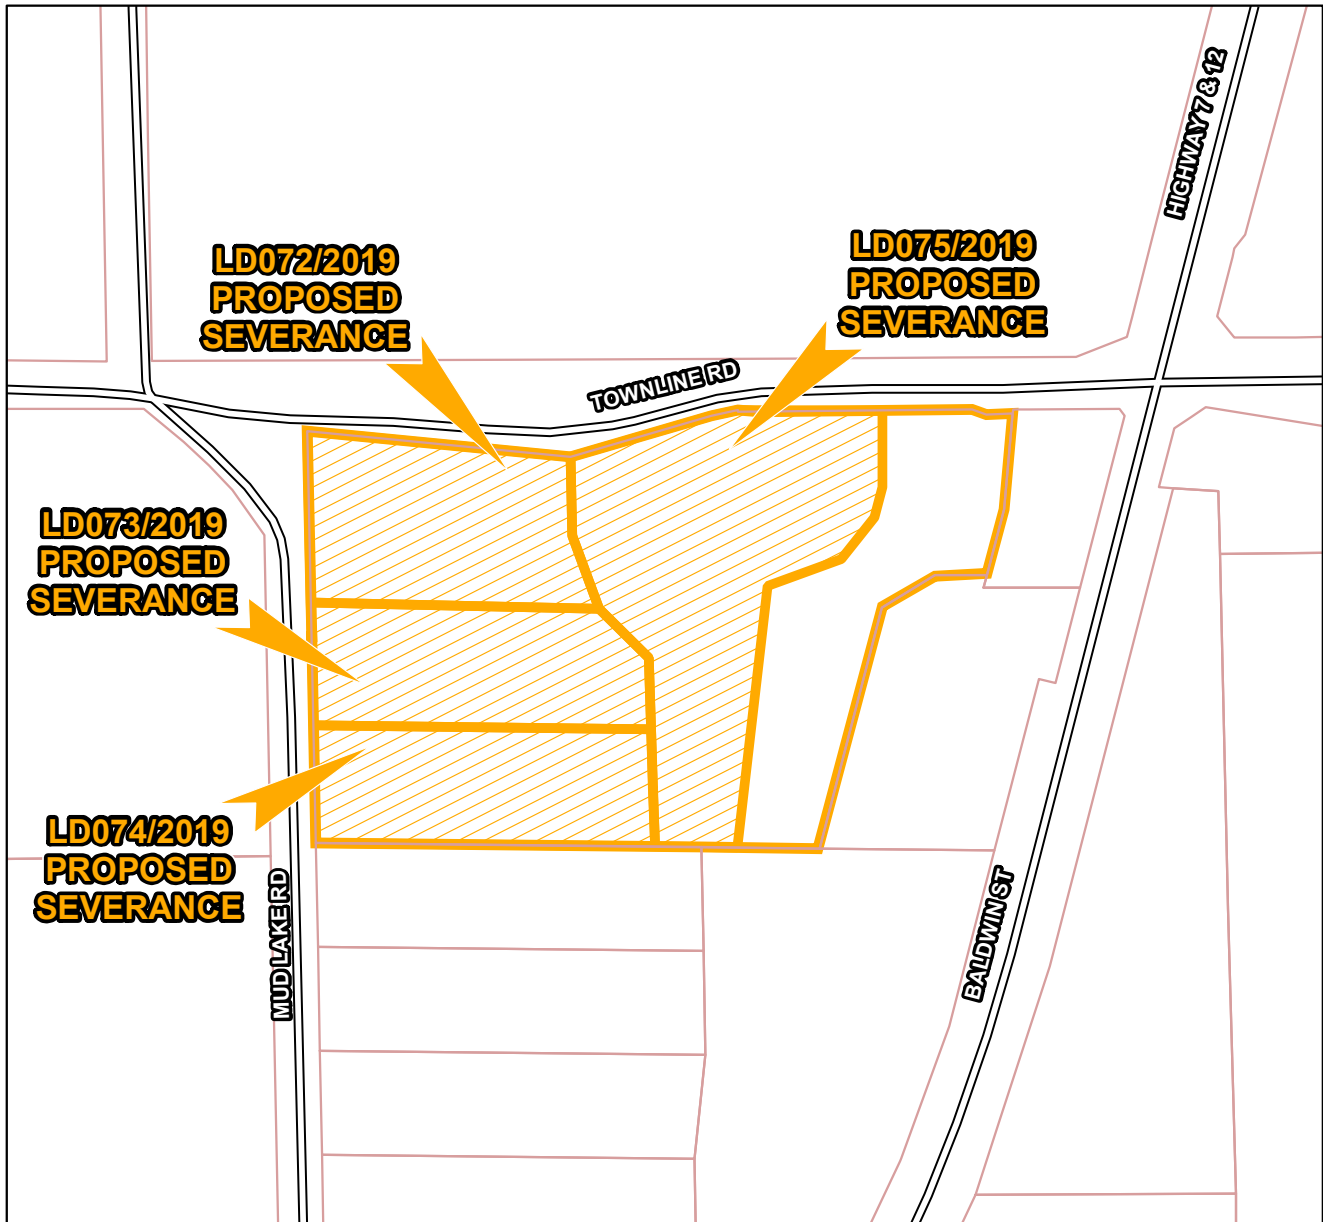 HIGHWAY 7 & 12
LD072/2019
PROPOSED
SEVERANCE
LD075/2019
PROPOSED
SEVERANCE
TOWNLINE RD
LD073/2019
PROPOSED
SEVERANCE
LD074/2019
PROPOSED
SEVERANCE
MUD LAKE RD
BALDWIN ST